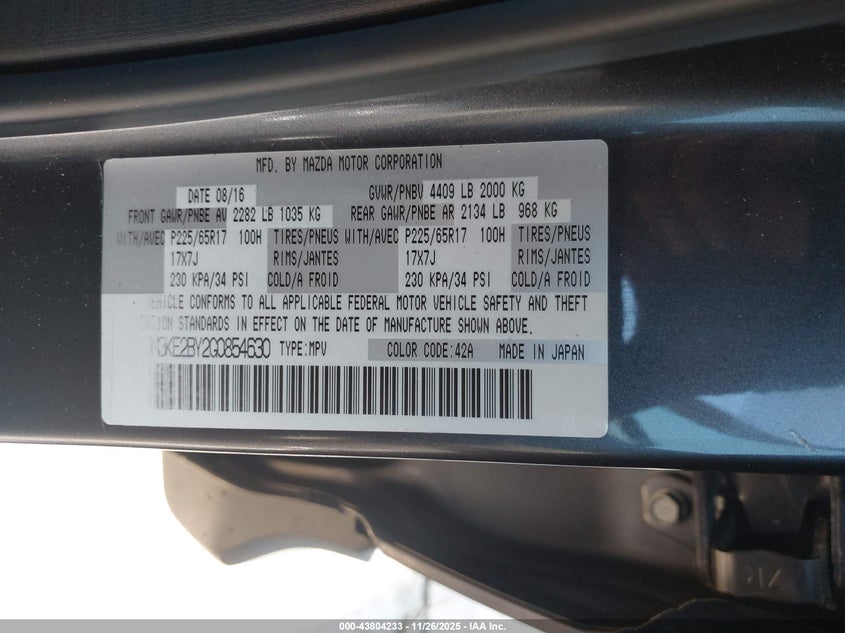 MFD. BY MAZDA MOTOR CORPORATION
DATE 08/16 GVWR/PNBV 4409 LB 2000 KG
FRONT GAWR/PNBE AV 2282 LB 1035 KG REAR GAWR/PNBE AR 2134 LB 968 KG
WITH/AVEC P225/65R17 100H TIRES/PNEUS WITH/AVEC P225/65R17 100H TIRES/PNEUS
17X7J RIMS/JANTES 17X7J RIMS/JANTES
230 KPA/34 PSI COLD/A FROID 230 KPA/34 PSI COLD/A FROID
VEHICLE CONFORMS TO ALL APPLICABLE FEDERAL MOTOR VEHICLE SAFETY AND THEFT
STANDARDS IN EFFECT ON THE DATE OF MANUFACTURE SHOWN ABOVE.
3KE2BY2G0854630 TYPE:MPV COLOR CODE:42A MADE IN JAPAN
000-43804233 - 11/26/2025 - IAA Inc.